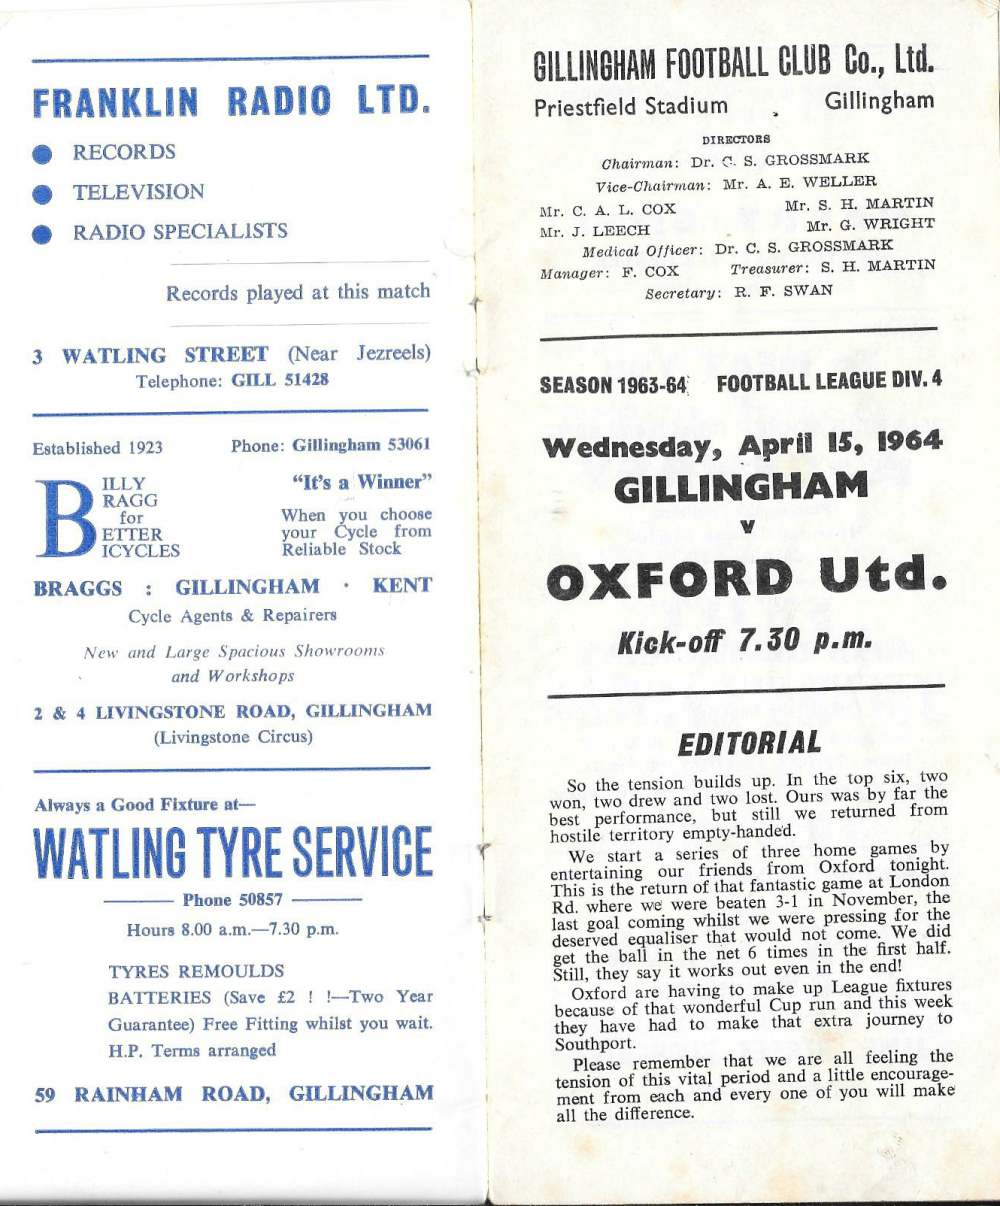 FRANKLIN RADIO LTD.
RECORDS
TELEVISION
RADIO SPECIALISTS
Records played at this match
3 WATLING STREET (Near Jezreels)
Telephone: GILL 51428
Established 1923 Phone: Gillingham 53061
BILLY
BRAGG
for
BETTER
BICYCLES
"It's a Winner"
When you choose
your Cycle from
Reliable Stock
BRAGGS : GILLINGHAM · KENT
Cycle Agents & Repairers
New and Large Spacious Showrooms
and Workshops
2 & 4 LIVINGSTONE ROAD, GILLINGHAM
(Livingstone Circus)
Always a Good Fixture at—
WATLING TYRE SERVICE
Phone 50857
Hours 8.00 a.m.—7.30 p.m.
TYRES REMOULDS
BATTERIES (Save £2 ! !—Two Year
Guarantee) Free Fitting whilst you wait.
H.P. Terms arranged
59 RAINHAM ROAD, GILLINGHAM
GILLINGHAM FOOTBALL CLUB Co., Ltd.
Priestfield Stadium Gillingham
DIRECTORS
Chairman: Dr. C. S. GROSSMARK
Vice-Chairman: Mr. A. E. WELLER
Mr. C. A. L. COX Mr. S. H. MARTIN
Mr. J. LEECH Mr. G. WRIGHT
Medical Officer: Dr. C. S. GROSSMARK
Manager: F. COX Treasurer: S. H. MARTIN
Secretary: R. F. SWAN
SEASON 1963-64 FOOTBALL LEAGUE DIV. 4
Wednesday, April 15, 1964
GILLINGHAM
v
OXFORD Utd.
Kick-off 7.30 p.m.
EDITORIAL
So the tension builds up. In the top six, two
won, two drew and two lost. Ours was by far the
best performance, but still we returned from
hostile territory empty-handed.
We start a series of three home games by
entertaining our friends from Oxford tonight.
This is the return of that fantastic game at London
Rd. where we were beaten 3-1 in November, the
last goal coming whilst we were pressing for the
deserved equaliser that would not come. We did
get the ball in the net 6 times in the first half.
Still, they say it works out even in the end!
Oxford are having to make up League fixtures
because of that wonderful Cup run and this week
they have had to make that extra journey to
Southport.
Please remember that we are all feeling the
tension of this vital period and a little encourage-
ment from each and every one of you will make
all the difference.